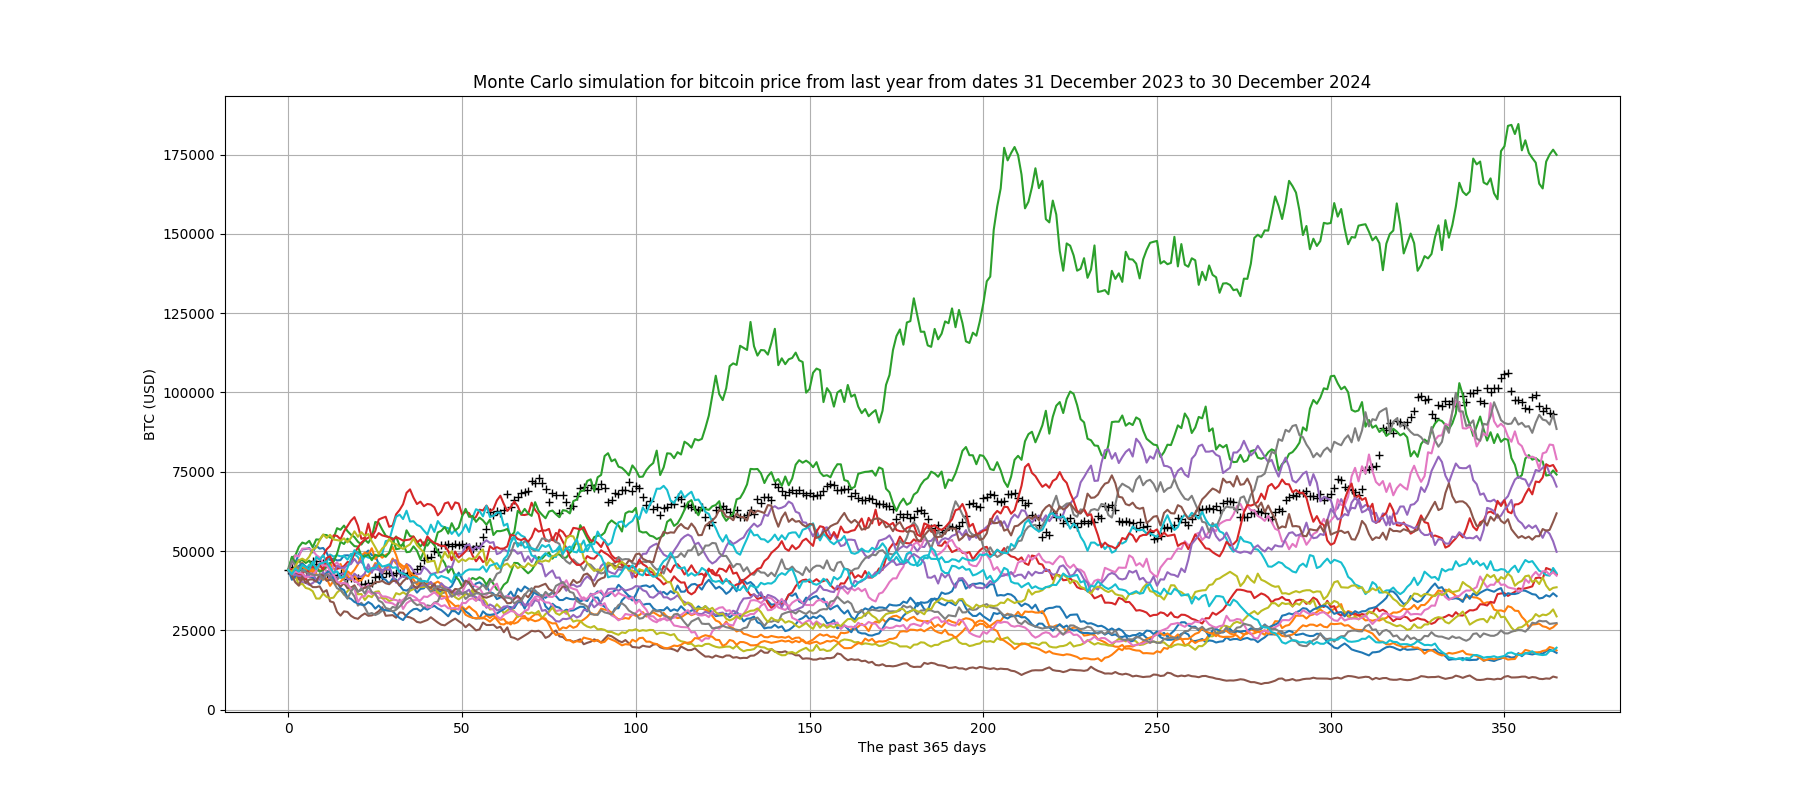 Monte Carlo simulation for bitcoin price from last year from dates 31 December 2023 to 30 December 2024
175000
150000
125000
100000
75000
50000
25000
0
BTC (USD)
0 50 100 150 200 250 300 350
The past 365 days